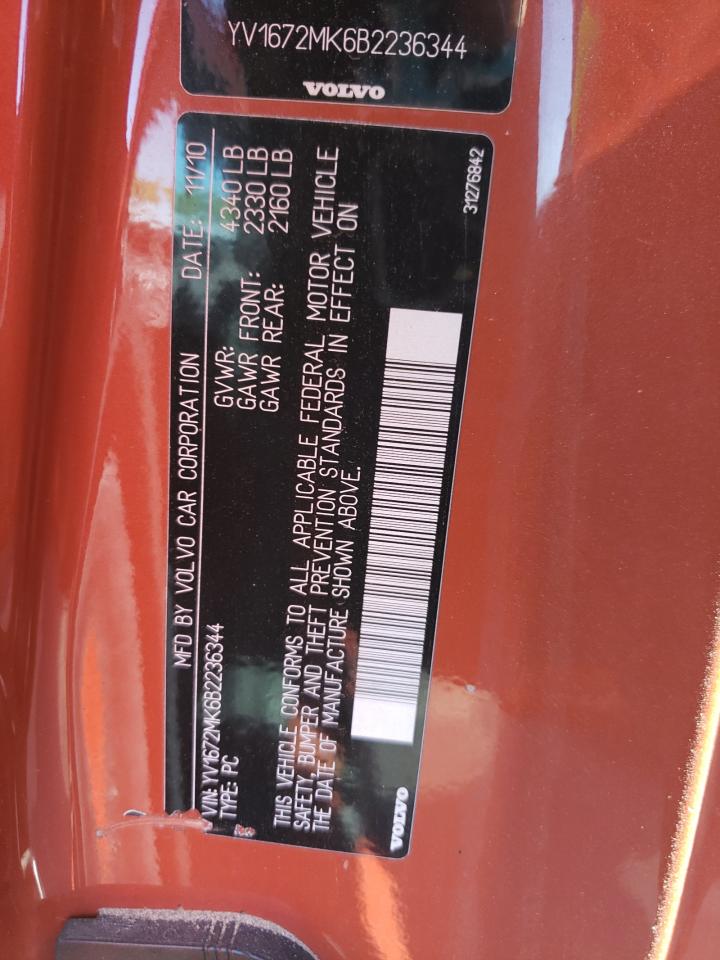 YV1672MK6B2236344
VOLVO
MFD BY VOLVO CAR CORPORATION DATE: 11/10
VIN: YV1672MK6B2236344
TYPE: PC
GVWR: 4340 LB
GAWR FRONT: 2330 LB
GAWR REAR: 2160 LB
THIS VEHICLE CONFORMS TO ALL APPLICABLE FEDERAL MOTOR VEHICLE
SAFETY, BUMPER AND THEFT PREVENTION STANDARDS IN EFFECT ON
THE DATE OF MANUFACTURE SHOWN ABOVE.
VOLVO
31276842